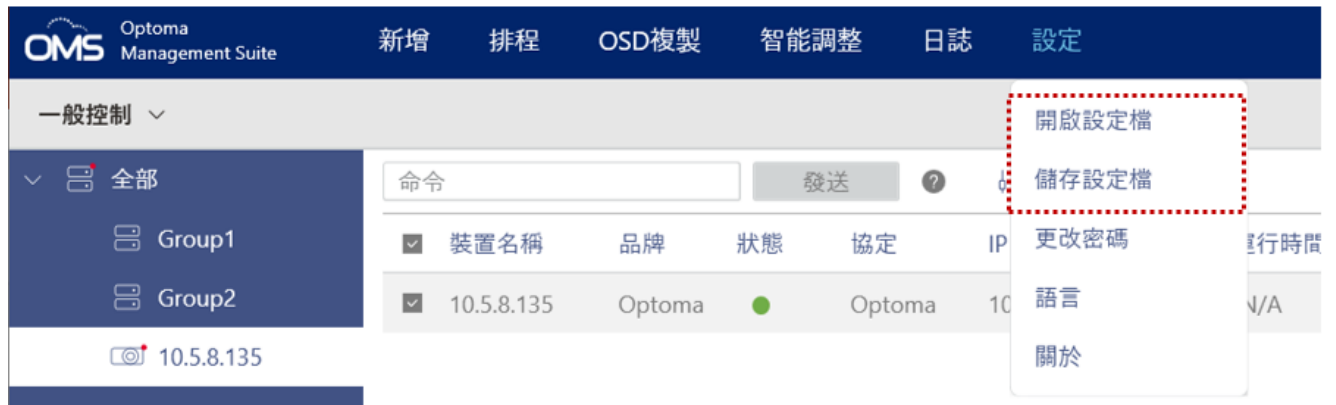 OMS Optoma Management Suite
新增 排程 OSD複製 智能調整 日誌 設定
一般控制
開啟設定檔
全部
命令 發送 ?
儲存設定檔
Group1
裝置名稱 品牌 狀態 協定 IP
更改密碼
行時間
Group2
10.5.8.135 Optoma Optoma 10
語言
N/A
10.5.8.135
關於